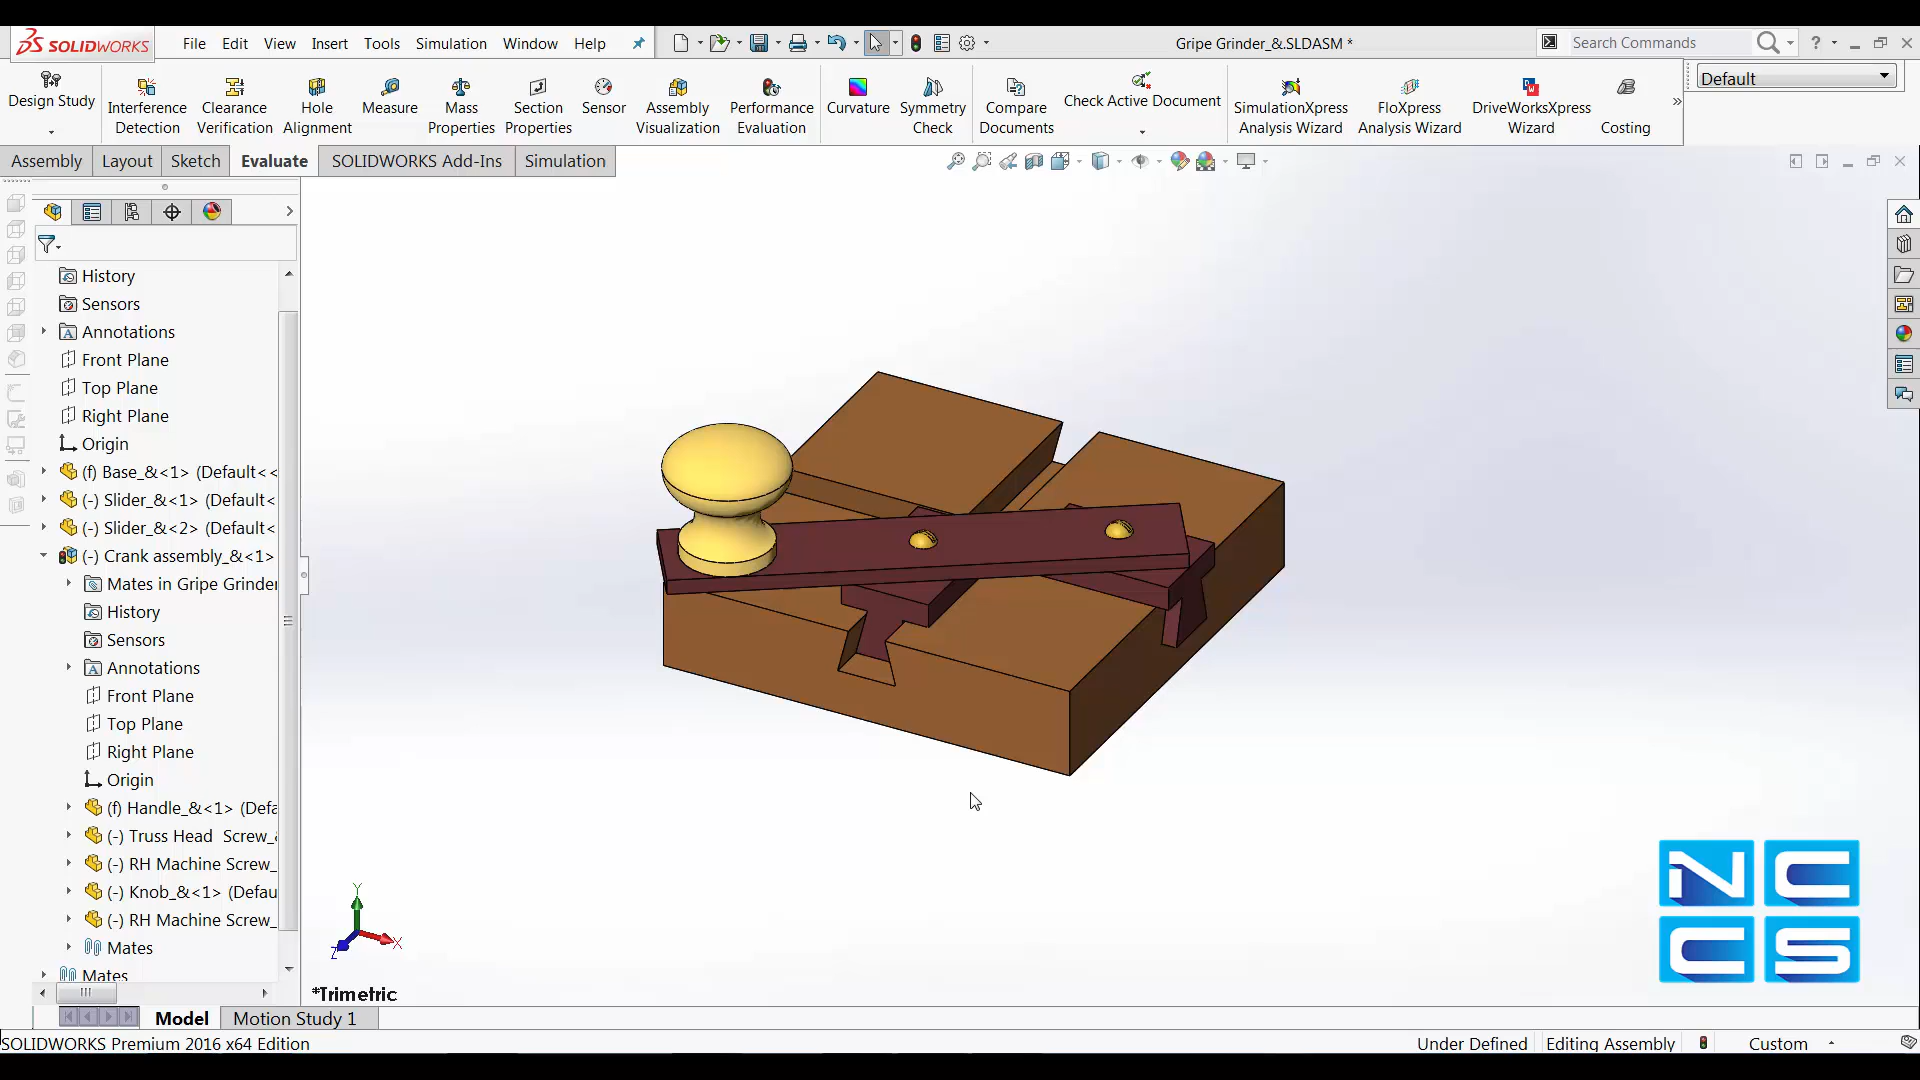 SOLIDWORKS
File Edit View Insert Tools Simulation Window Help
Gripe Grinder_&.SLDASM *
Search Commands
?
Design Study
Interference Detection
Clearance Verification
Hole Alignment
Measure
Mass Properties
Section Properties
Sensor
Assembly Visualization
Performance Evaluation
Curvature
Symmetry Check
Compare Documents
Check Active Document
SimulationXpress Analysis Wizard
FloXpress Analysis Wizard
DriveWorksXpress Wizard
Costing
»
Default
Assembly Layout Sketch Evaluate SOLIDWORKS Add-Ins Simulation
History
Sensors
Annotations
Front Plane
Top Plane
Right Plane
Origin
(f) Base_&<1> (Default<<
(-) Slider_&<1> (Default<
(-) Slider_&<2> (Default<
(-) Crank assembly_&<1>
Mates in Gripe Grinder
History
Sensors
Annotations
Front Plane
Top Plane
Right Plane
Origin
(f) Handle_&<1> (Defa
(-) Truss Head Screw_&
(-) RH Machine Screw_
(-) Knob_&<1> (Defau
(-) RH Machine Screw_
Mates
Mates
Y
X
Z
*Trimetric
NCCS
Model Motion Study 1
SOLIDWORKS Premium 2016 x64 Edition
Under Defined Editing Assembly Custom